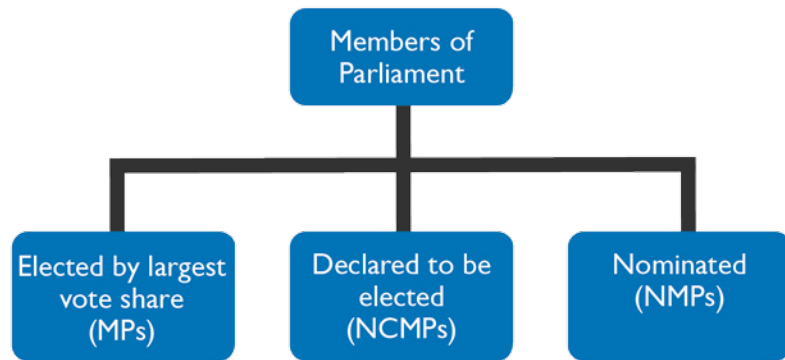 Members of
Parliament
Elected by largest
vote share
(MPs)
Declared to be
elected
(NCMPs)
Nominated
(NMPs)